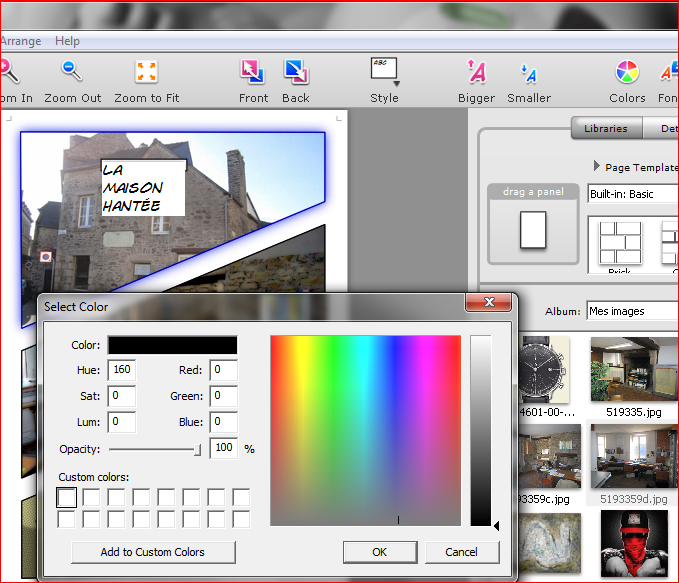 Arrange Help
om In Zoom Out Zoom to Fit Front Back Style Bigger Smaller Colors Fon
ABC
Libraries Det
Page Template
drag a panel
Built-in: Basic
LA
MAISON
HANTÉE
Brick
Select Color
Album: Mes images
Color:
Hue: 160 Red: 0
Sat: 0 Green: 0
Lum: 0 Blue: 0
Opacity: 100 %
4601-00-... 519335.jpg
Custom colors:
93359c.jpg 5193359d.jpg
Add to Custom Colors OK Cancel